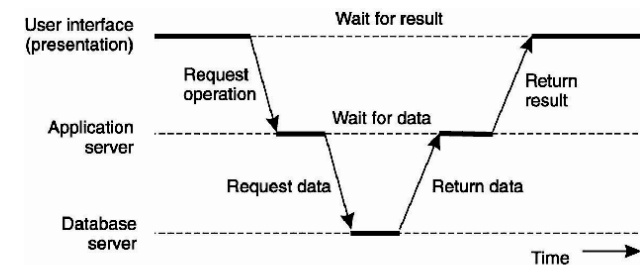 User interface
(presentation)
Wait for result
Request
operation
Return
result
Application
server
Wait for data
Request data
Return data
Database
server
Time